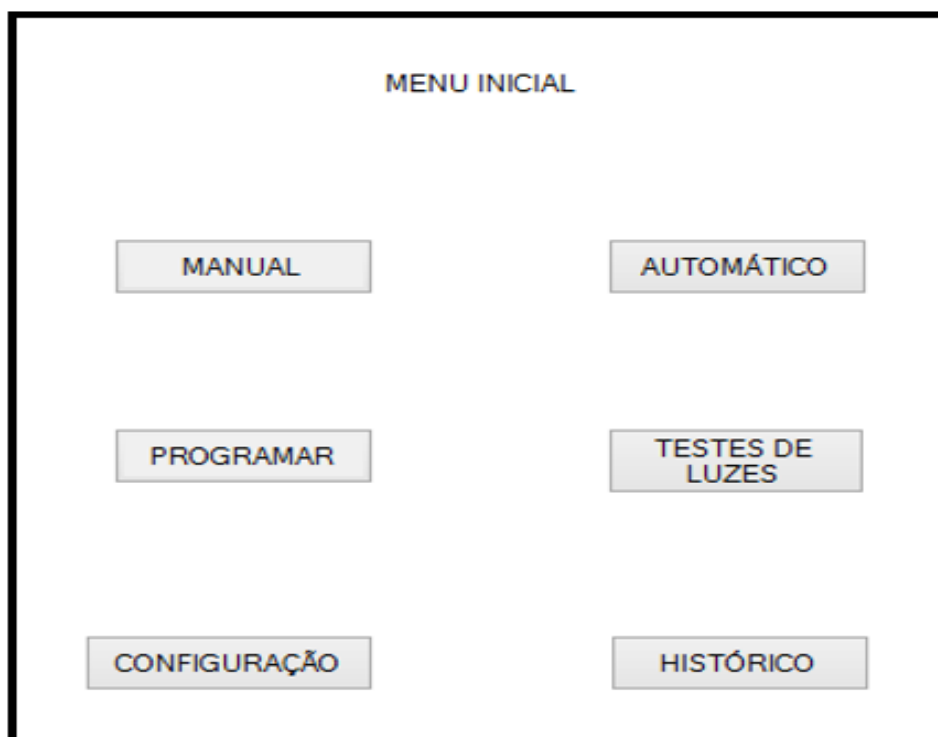 MENU INICIAL
MANUAL
AUTOMÁTICO
PROGRAMAR
TESTES DE
LUZES
CONFIGURAÇÃO
HISTÓRICO